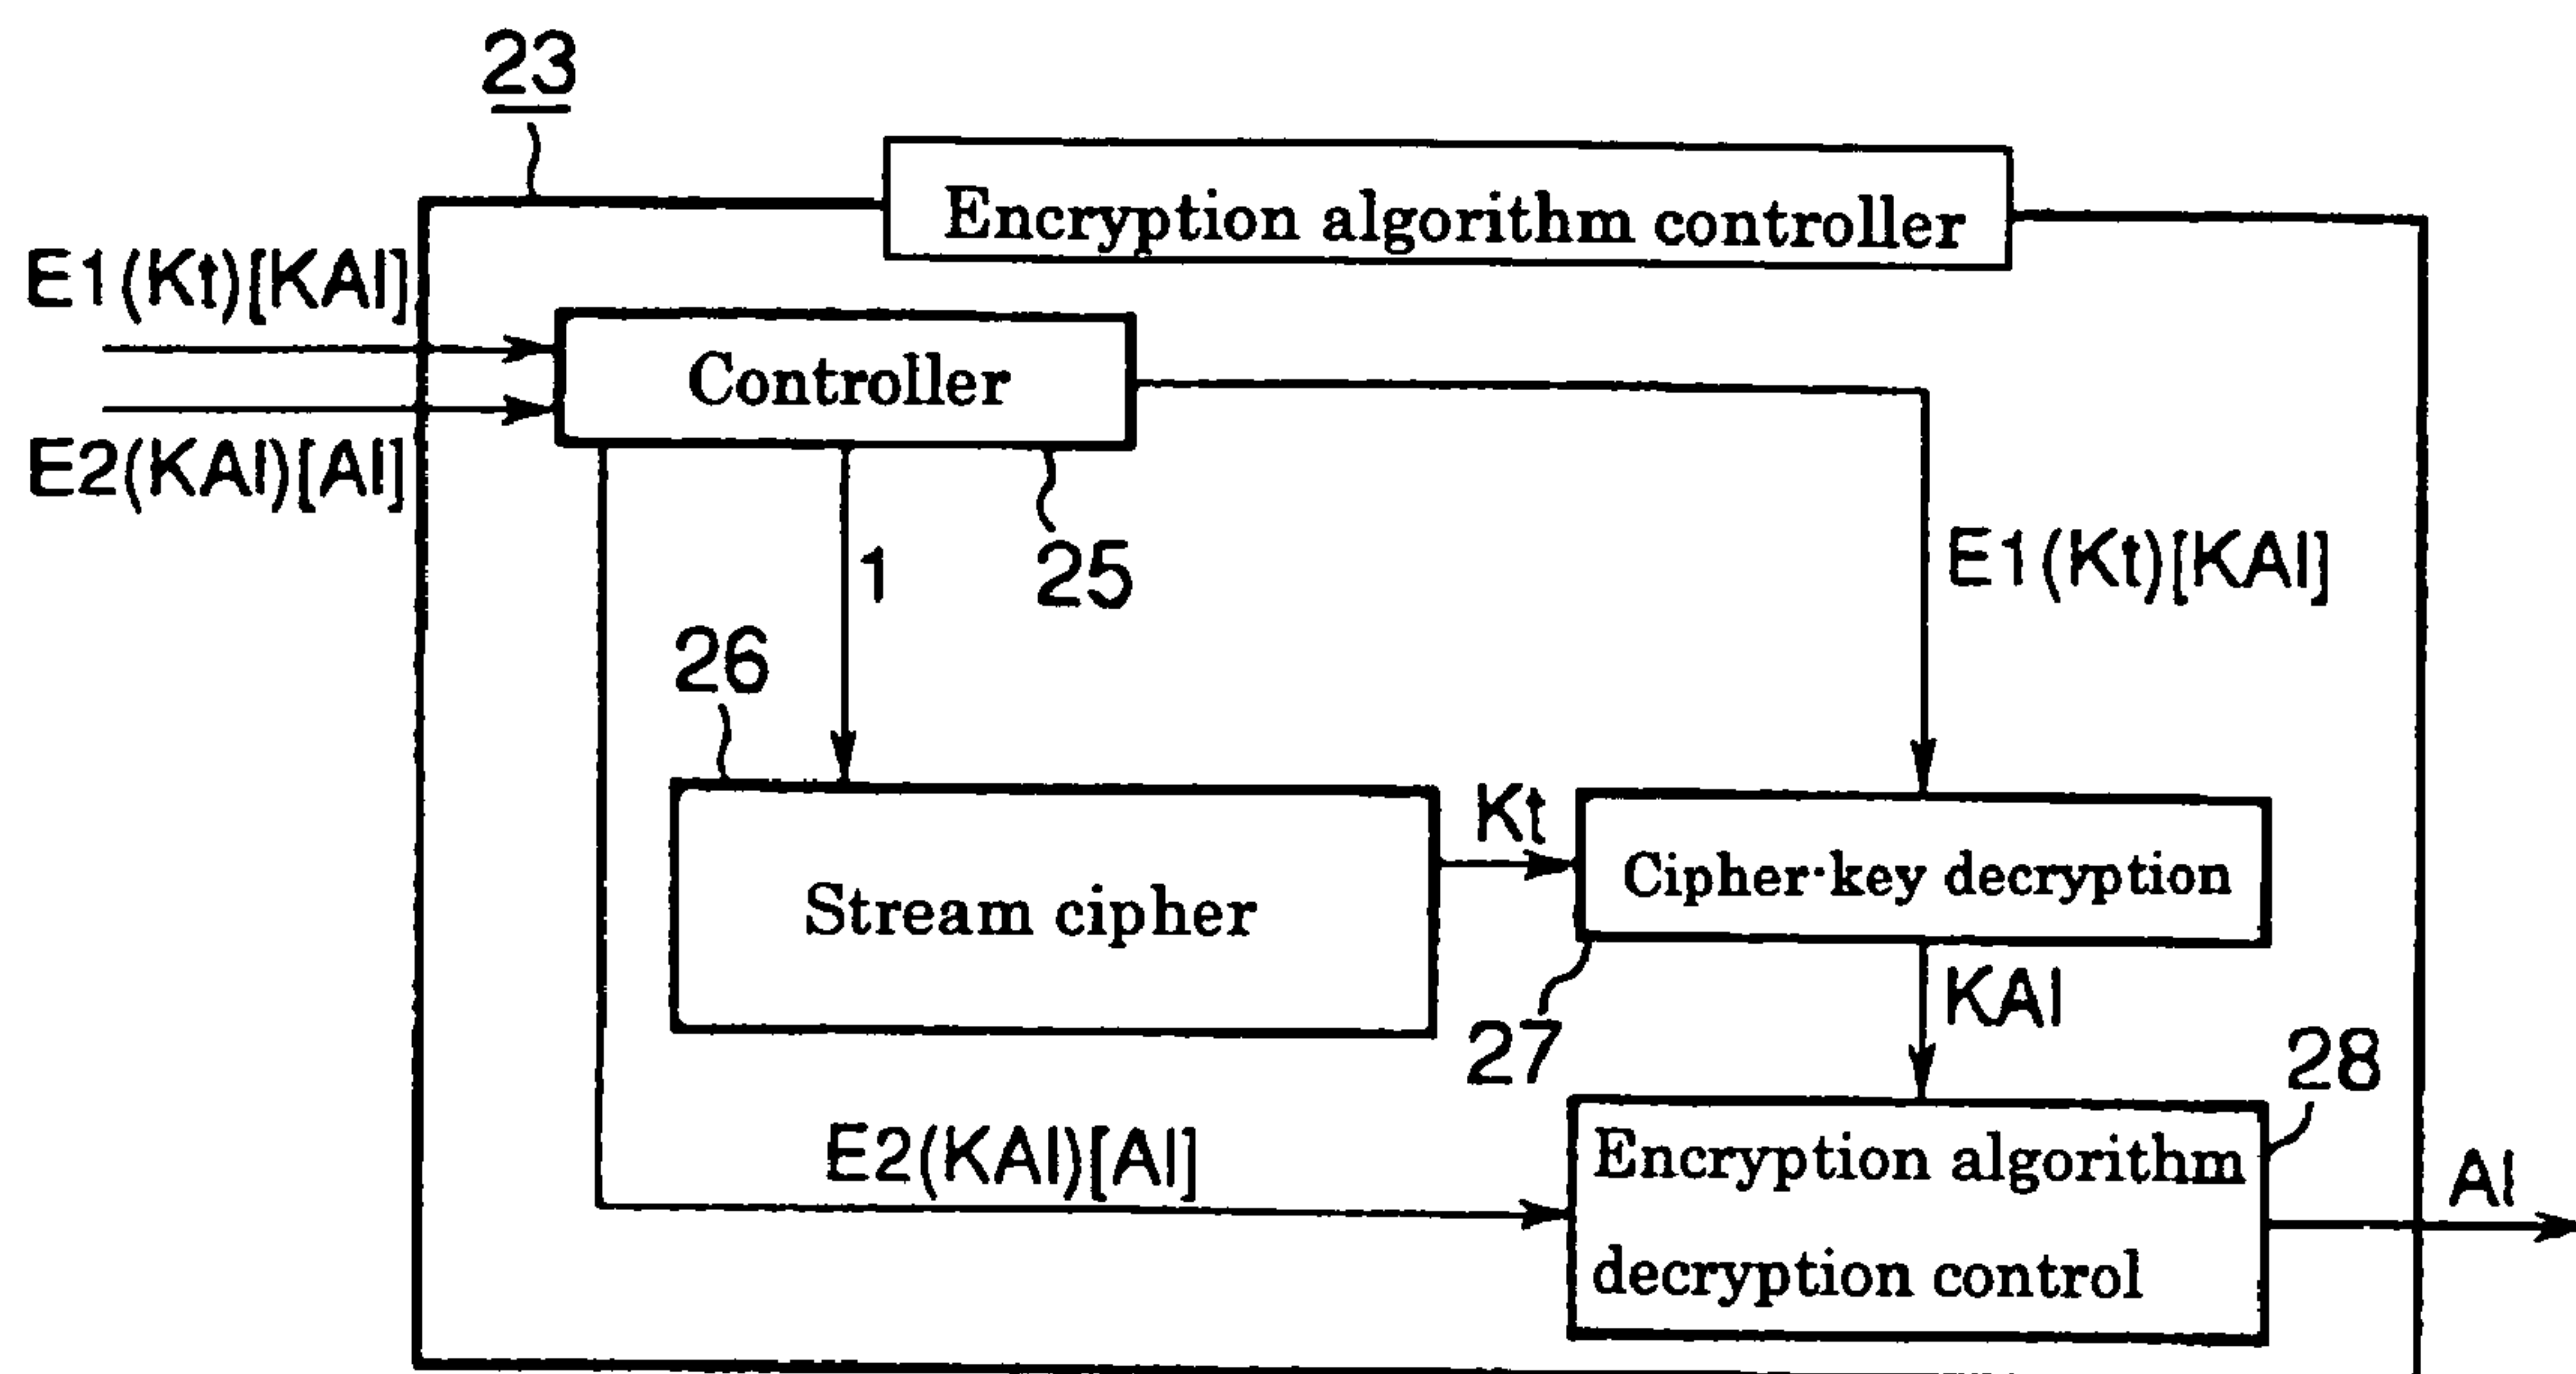 23
Encryption algorithm controller
E1(Kt)[KAl]
E2(KAl)[Al]
Controller
25
1
E1(Kt)[KAl]
26
Stream cipher
Kt
Cipher-key decryption
27
KAl
28
E2(KAl)[Al]
Encryption algorithm
decryption control
Al